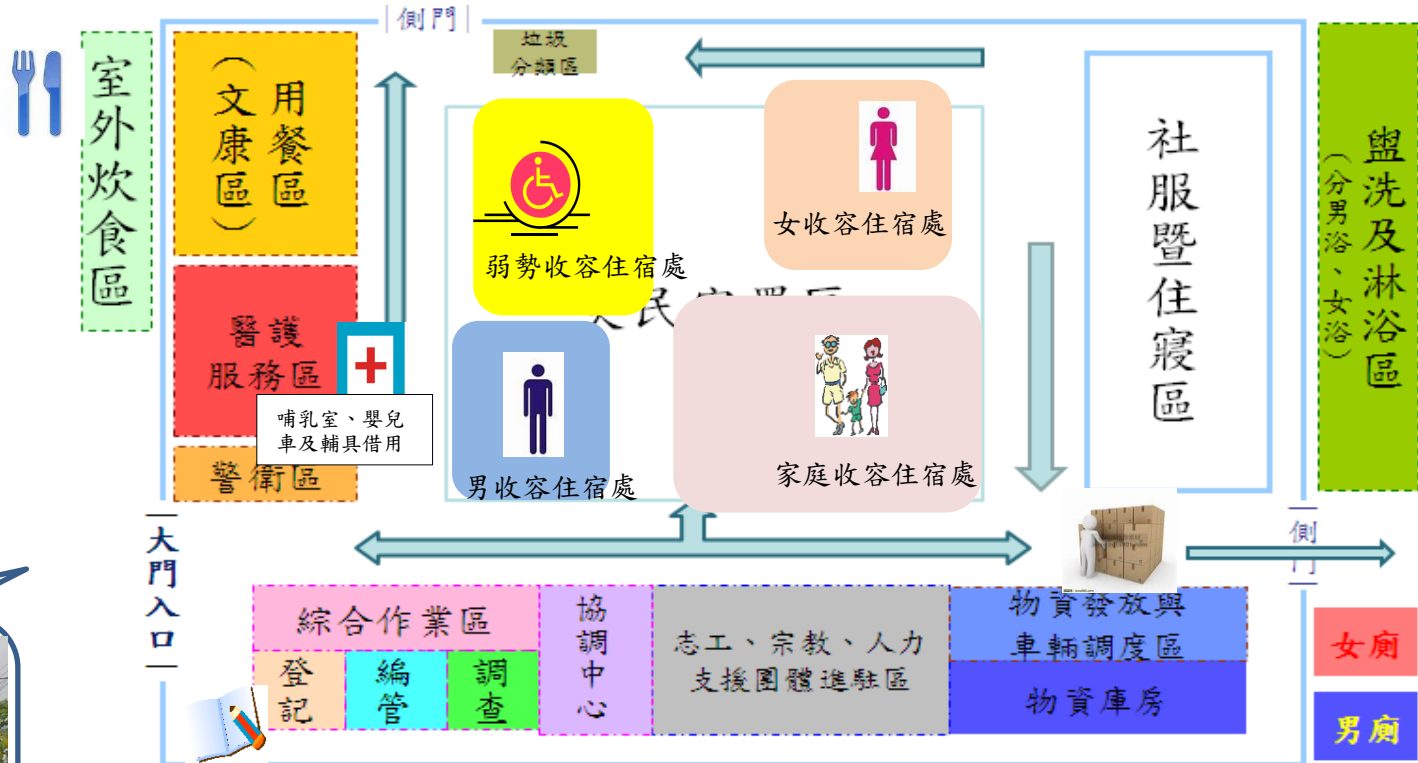 側門
垃圾
分類區
室外炊食區
用餐區
（文康區）
社服暨住寢區
盥洗及淋浴區
（分男浴、女浴）
女收容住宿處
弱勢收容住宿處
醫護
服務區
哺乳室、嬰兒
車及輔具借用
男收容住宿處
家庭收容住宿處
警衛區
大門入口
側門
綜合作業區
登記
編管
調查
協調中心
志工、宗教、人力
支援團體進駐區
物資發放與
車輛調度區
物資庫房
女廁
男廁